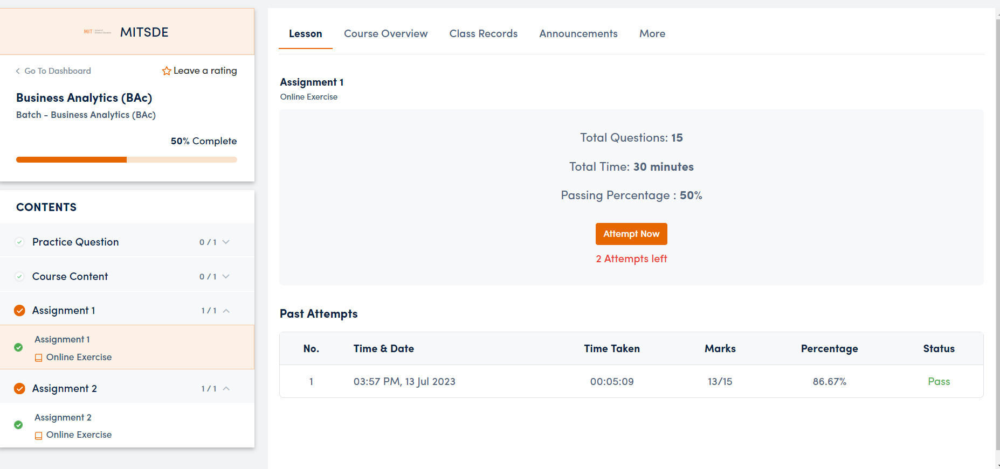 MIT
MITSDE
Go To Dashboard
Leave a rating
Business Analytics (BAc)
Batch - Business Analytics (BAc)
50% Complete
CONTENTS
Practice Question 0 / 1
Course Content 0 / 1
Assignment 1 1 / 1
Assignment 1
Online Exercise
Assignment 2 1 / 1
Assignment 2
Online Exercise
Lesson Course Overview Class Records Announcements More
Assignment 1
Online Exercise
Total Questions: 15
Total Time: 30 minutes
Passing Percentage : 50%
Attempt Now
2 Attempts left
Past Attempts
No. Time & Date Time Taken Marks Percentage Status
1 03:57 PM, 13 Jul 2023 00:05:09 13/15 86.67% Pass